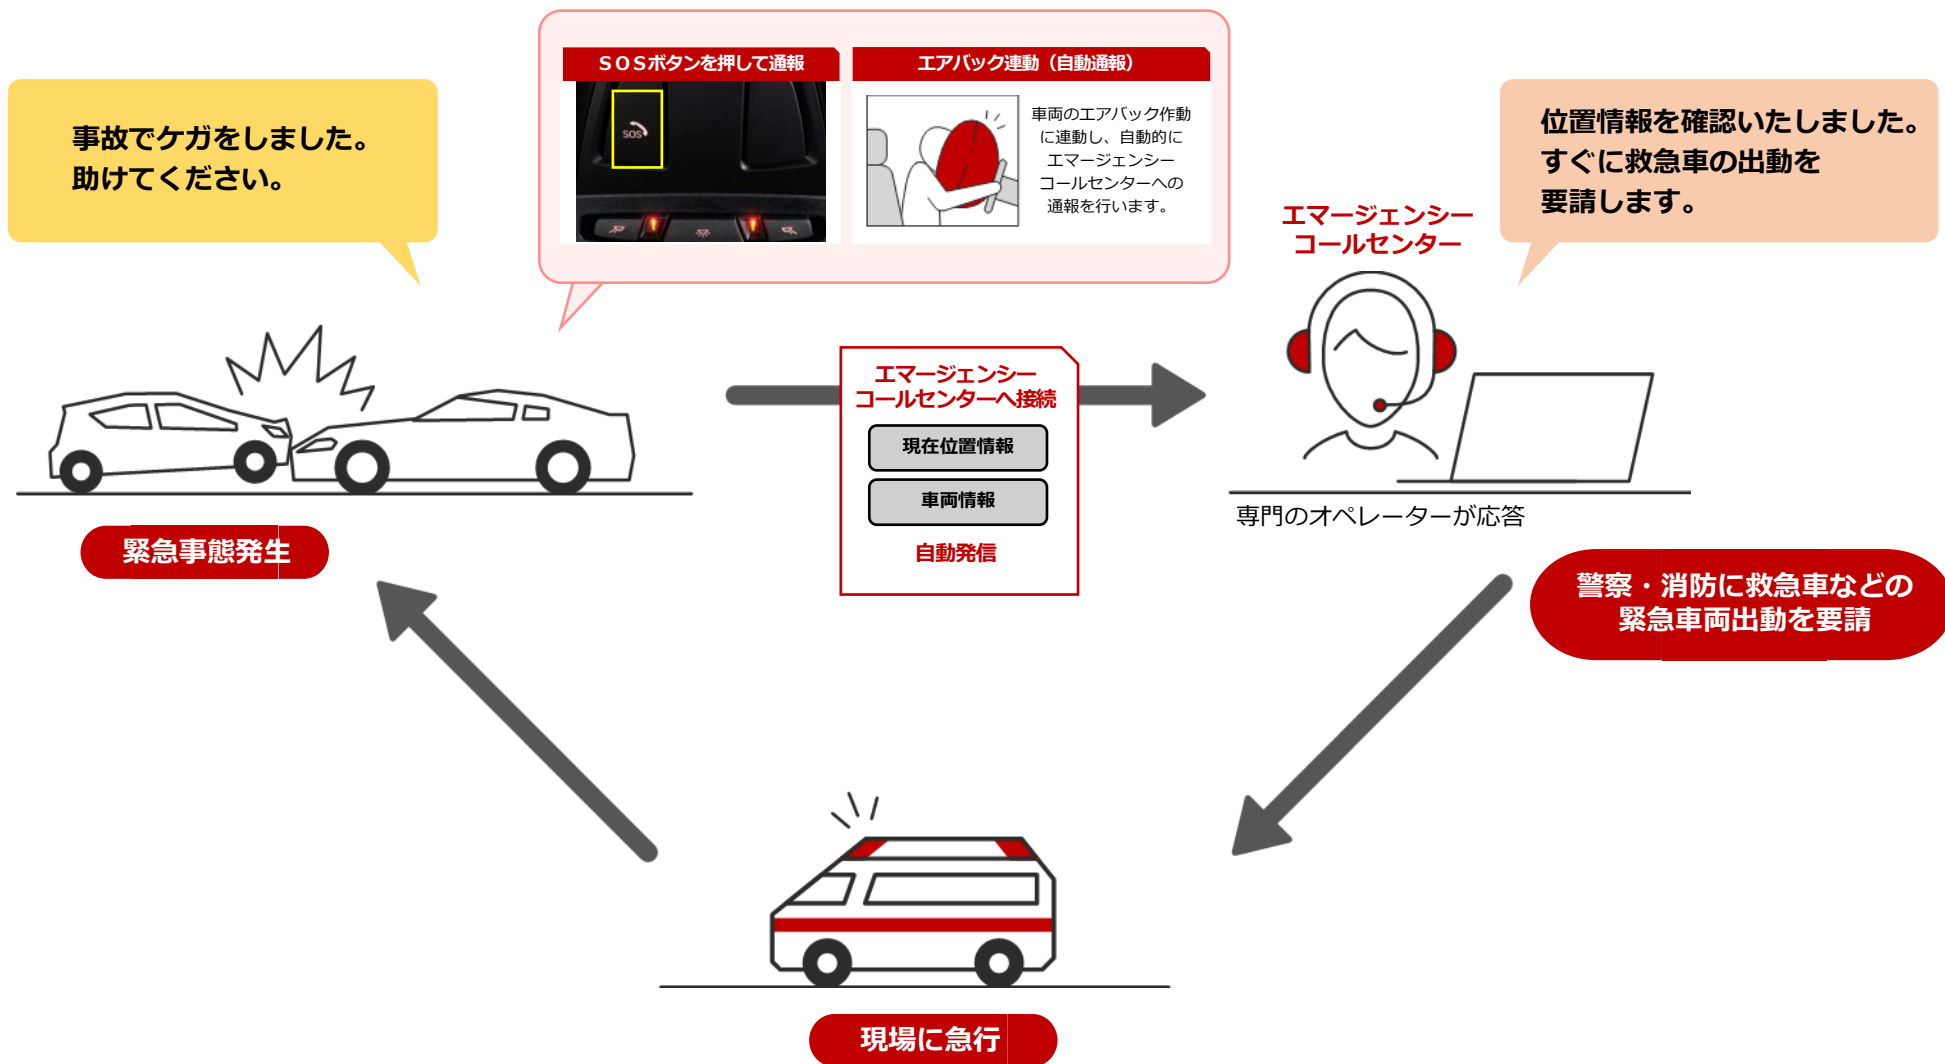 SOSボタンを押して通報
エアバック連動（自動通報）
SOS
車両のエアバック作動
に連動し、自動的に
エマージェンシー
コールセンターへの
通報を行います。
事故でケガをしました。
助けてください。
位置情報を確認いたしました。
すぐに救急車の出動を
要請します。
エマージェンシー
コールセンター
エマージェンシー
コールセンターへ接続
現在位置情報
車両情報
自動発信
専門のオペレーターが応答
緊急事態発生
警察・消防に救急車などの
緊急車両出動を要請
現場に急行